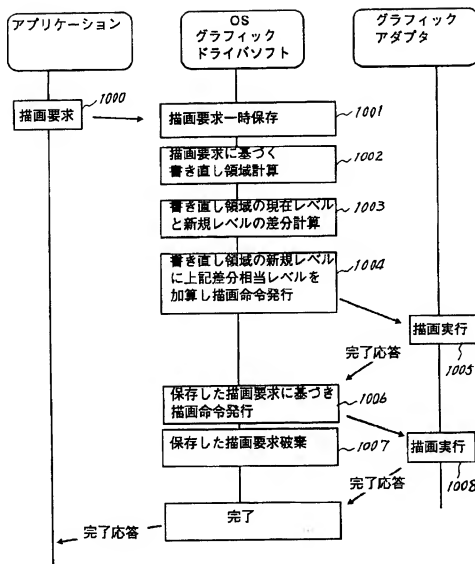 アプリケーション
OS
グラフィック
ドライバソフト
グラフィック
アダプタ
描画要求
1000
描画要求一時保存
1001
描画要求に基づく
書き直し領域計算
1002
書き直し領域の現在レベル
と新規レベルの差分計算
1003
書き直し領域の新規レベル
に上記差分相当レベルを
加算し描画命令発行
1004
描画実行
1005
完了応答
保存した描画要求に基づき
描画命令発行
1006
保存した描画要求破棄
1007
描画実行
1008
完了応答
完了
完了応答